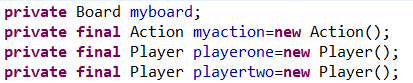 private Board myboard;
private final Action myaction=new Action();
private final Player playerone=new Player();
private final Player playertwo=new Player();